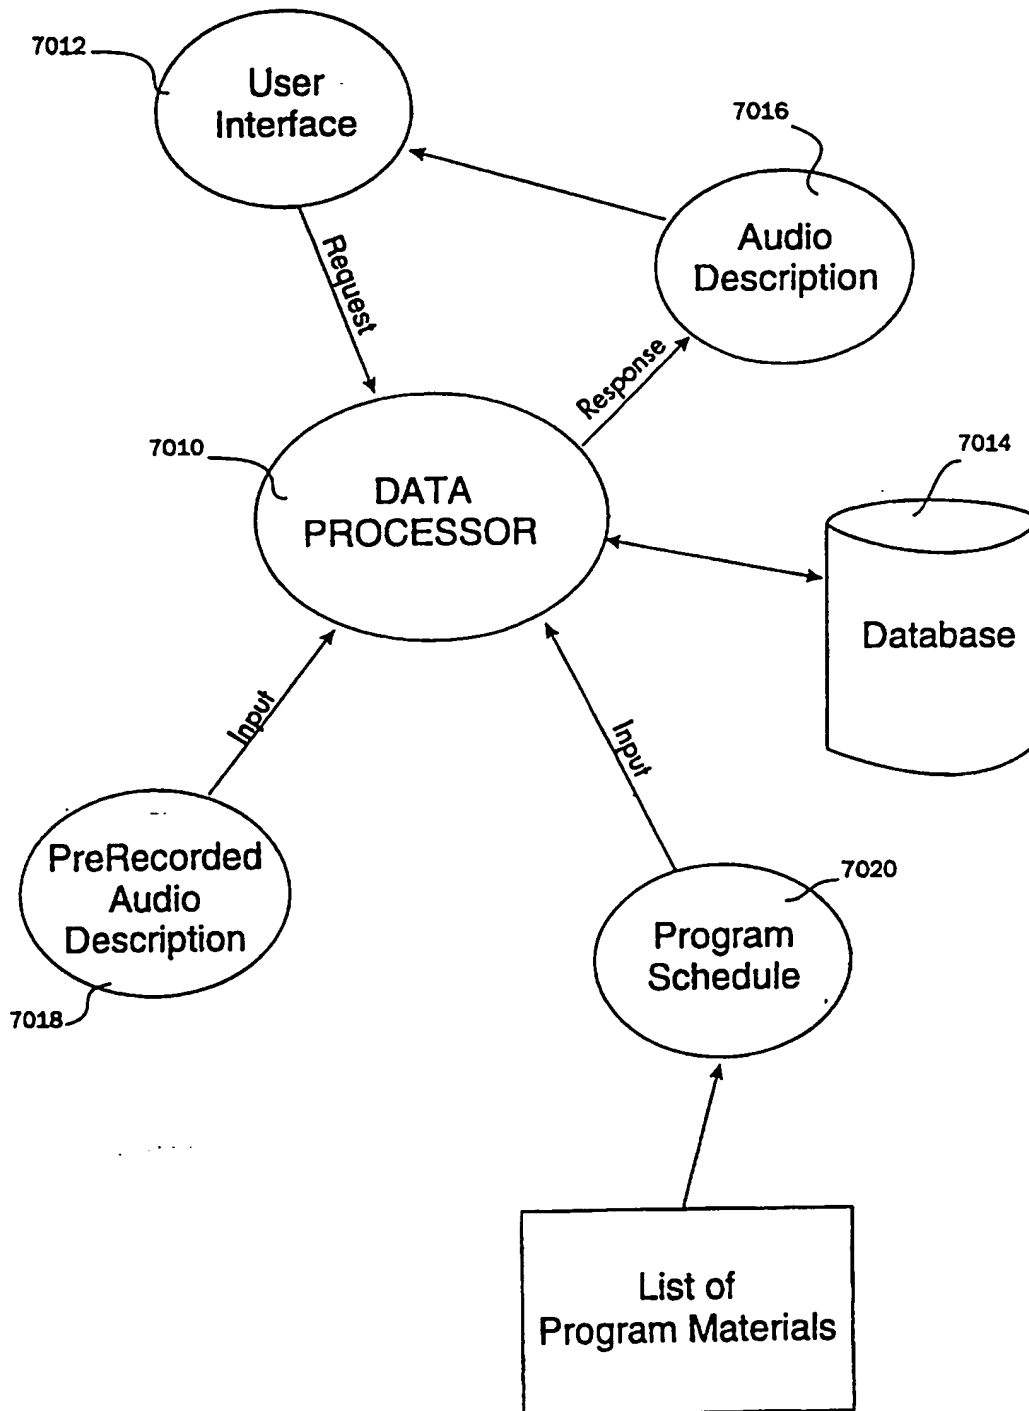 7012
User
Interface
7016
Audio
Description
Request
Response
7010
DATA
PROCESSOR
7014
Database
Input
Input
PreRecorded
Audio
Description
7018
7020
Program
Schedule
List of
Program Materials